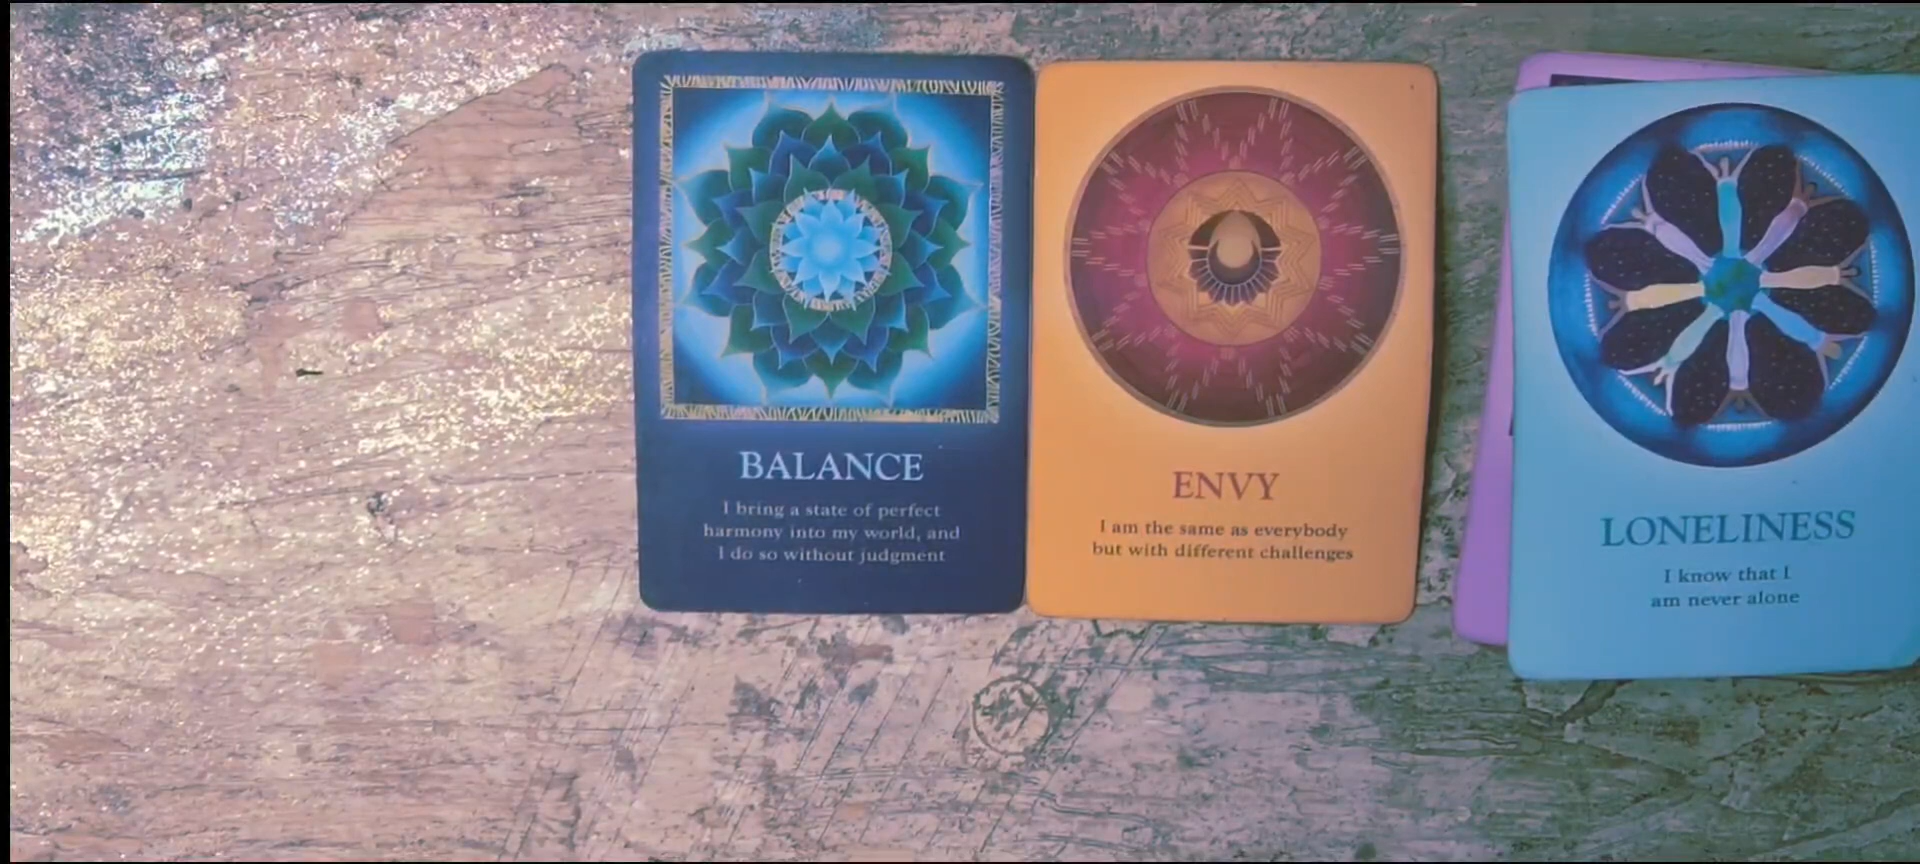 BALANCE
I bring a state of perfect
harmony into my world, and
I do so without judgment
ENVY
I am the same as everybody
but with different challenges
LONELINESS
I know that I
am never alone